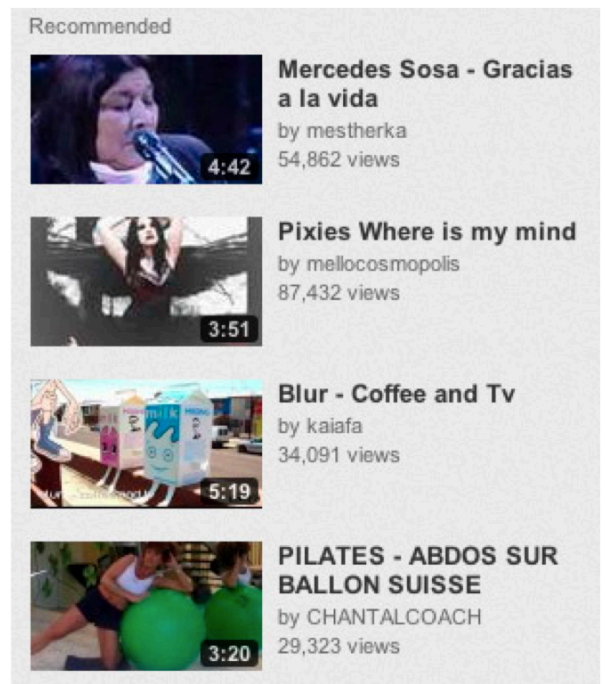 Recommended
Mercedes Sosa - Gracias
a la vida
by mestherka
54,862 views
4:42
Pixies Where is my mind
by mellocosmopolis
87,432 views
3:51
Blur - Coffee and Tv
by kaiafa
34,091 views
milk
5:19
PILATES - ABDOS SUR
BALLON SUISSE
by CHANTALCOACH
29,323 views
3:20